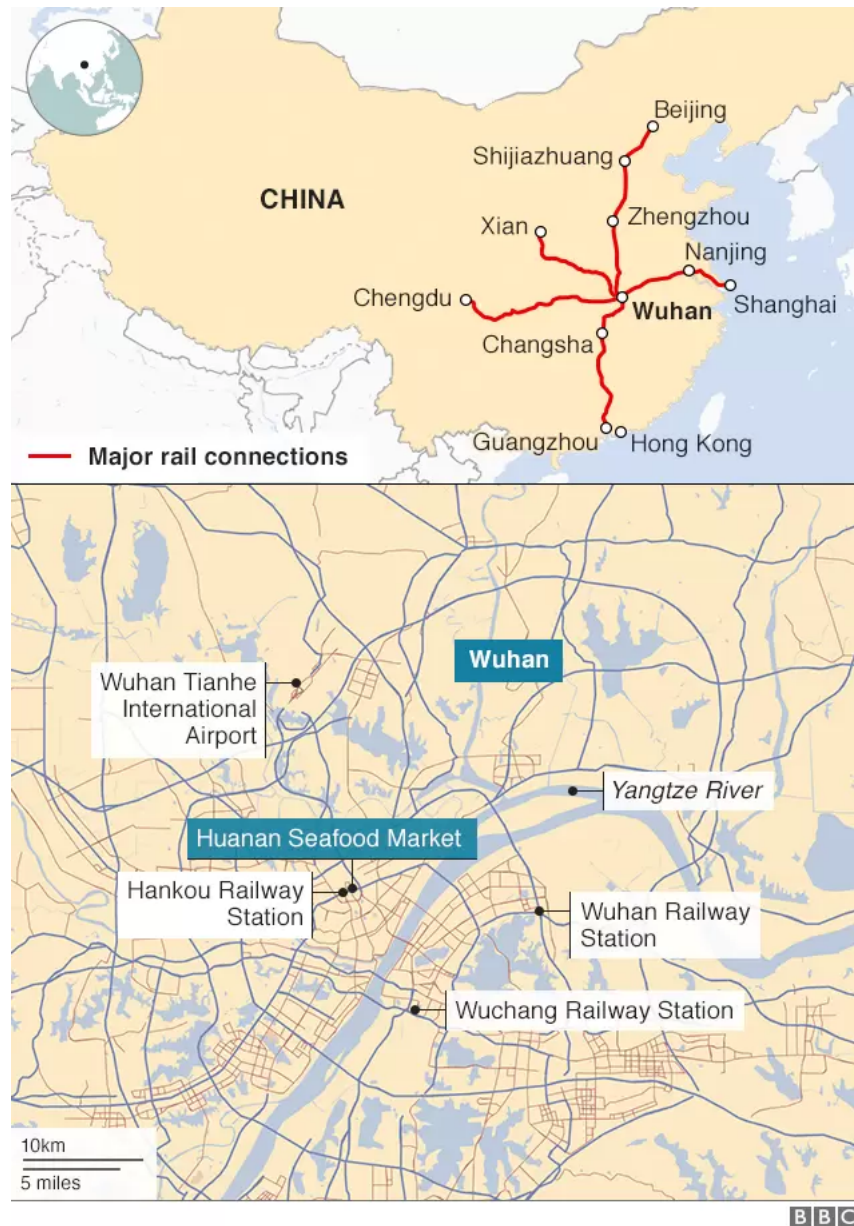 Beijing
Shijiazhuang
CHINA
Zhengzhou
Xian
Nanjing
Chengdu
Wuhan
Shanghai
Changsha
Guangzhou
Hong Kong
Major rail connections
Wuhan
Wuhan Tianhe
International
Airport
Yangtze River
Huanan Seafood Market
Hankou Railway
Station
Wuhan Railway
Station
Wuchang Railway Station
10km
5 miles
BBC